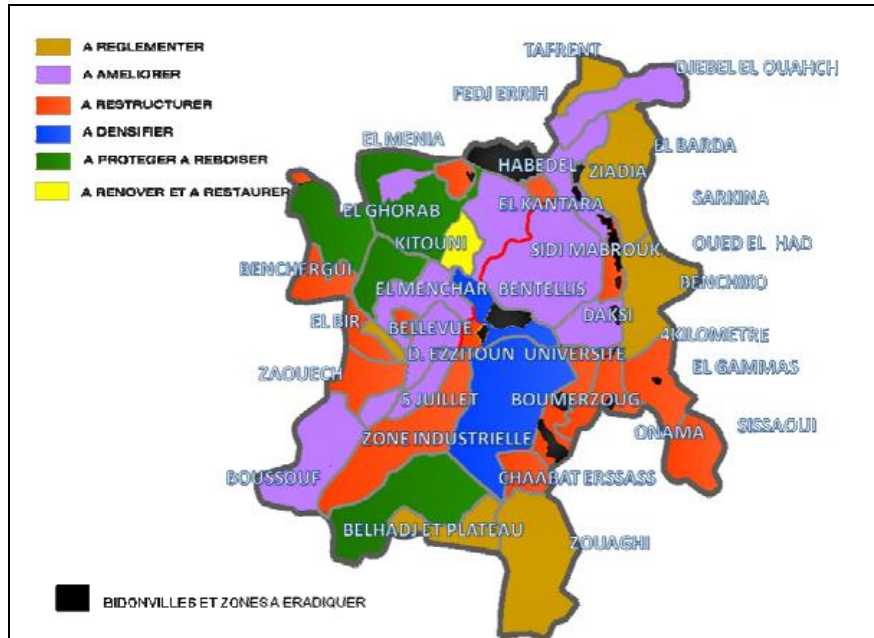 A REGLEMENTER
A AMELIORER
A RESTRUCTURER
A DENSIFIER
A PROTEGER A REBOISER
A RENOVER ET A RESTAURER
TAFRENT
DJEBEL EL OUAHCH
FEDJ ERRIH
EL MENIA
EL BARDA
HABEDEL
ZIADIA
SARKINA
EL GHORAB
EL KANTARA
KITOUNI
SIDI MABROUK
OUED EL HAD
BENCHERGUI
EL MENCHAR
BENTELLIS
BENCHIKO
EL BIR
BELLEVUE
DAKSI
4KILOMETRE
D. EZZITOUN
UNIVERSITE
ZAOUECH
EL GAMMAS
5 JUILLET
BOUMERZOUG
ZONE INDUSTRIELLE
ONAMA
SISSAOUI
BOUSSOUF
CHAABAT ERSSASS
BELHADJ ET PLATEAU
ZOUAGHI
BIDONVILLES ET ZONES A ERADIQUER